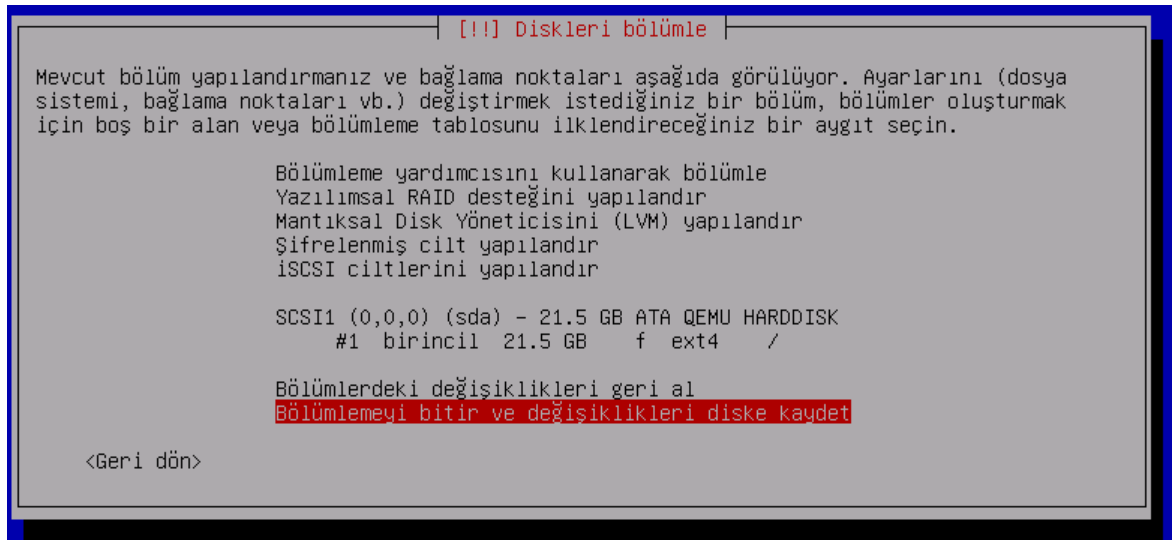 [!!] Diskleri bölümle
Mevcut bölüm yapılandırmanız ve bağlama noktaları aşağıda görülüyor. Ayarlarını (dosya
sistemi, bağlama noktaları vb.) değiştirmek istediğiniz bir bölüm, bölümler oluşturmak
için boş bir alan veya bölümleme tablosunu ilklendireceğiniz bir aygıt seçin.
Bölümleme yardımcısını kullanarak bölümle
Yazılımsal RAID desteğini yapılandır
Mantıksal Disk Yöneticisini (LVM) yapılandır
Şifrelenmiş cilt yapılandır
iSCSI ciltlerini yapılandır
SCSI1 (0,0,0) (sda) - 21.5 GB ATA QEMU HARDDISK
#1 birincil 21.5 GB f ext4 /
Bölümlerdeki değişiklikleri geri al
Bölümlemeyi bitir ve değişiklikleri diske kaydet
<Geri dön>